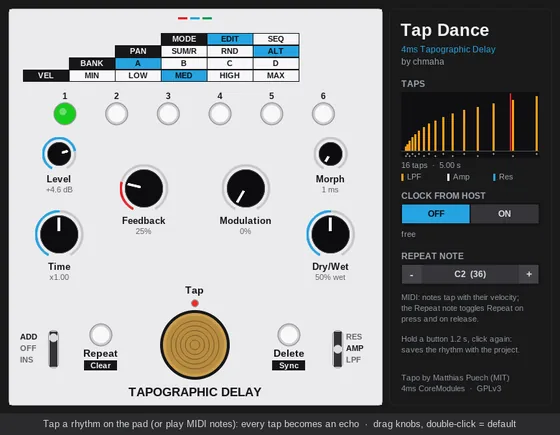 MODE EDIT SEQ
PAN SUM/R RND ALT
BANK A B C D
VEL MIN LOW MED HIGH MAX
1 2 3 4 5 6
Level
+4.6 dB
Feedback
25%
Modulation
0%
Morph
1 ms
Time
x1.00
Dry/Wet
50% wet
Tap
ADD
OFF
INS
Repeat
Clear
Delete
Sync
RES
AMP
LPF
TAPOGRAPHIC DELAY
Tap Dance
4ms Tapographic Delay
by chmaha
TAPS
16 taps · 5.00 s
LPF Amp Res
CLOCK FROM HOST
OFF ON
free
REPEAT NOTE
- C2 (36) +
MIDI: notes tap with their velocity;
the Repeat note toggles Repeat on
press and on release.
Hold a button 1.2 s, click again:
saves the rhythm with the project.
Tapo by Matthias Puech (MIT)
4ms CoreModules · GPLv3
Tap a rhythm on the pad (or play MIDI notes): every tap becomes an echo · drag knobs, double-click = default